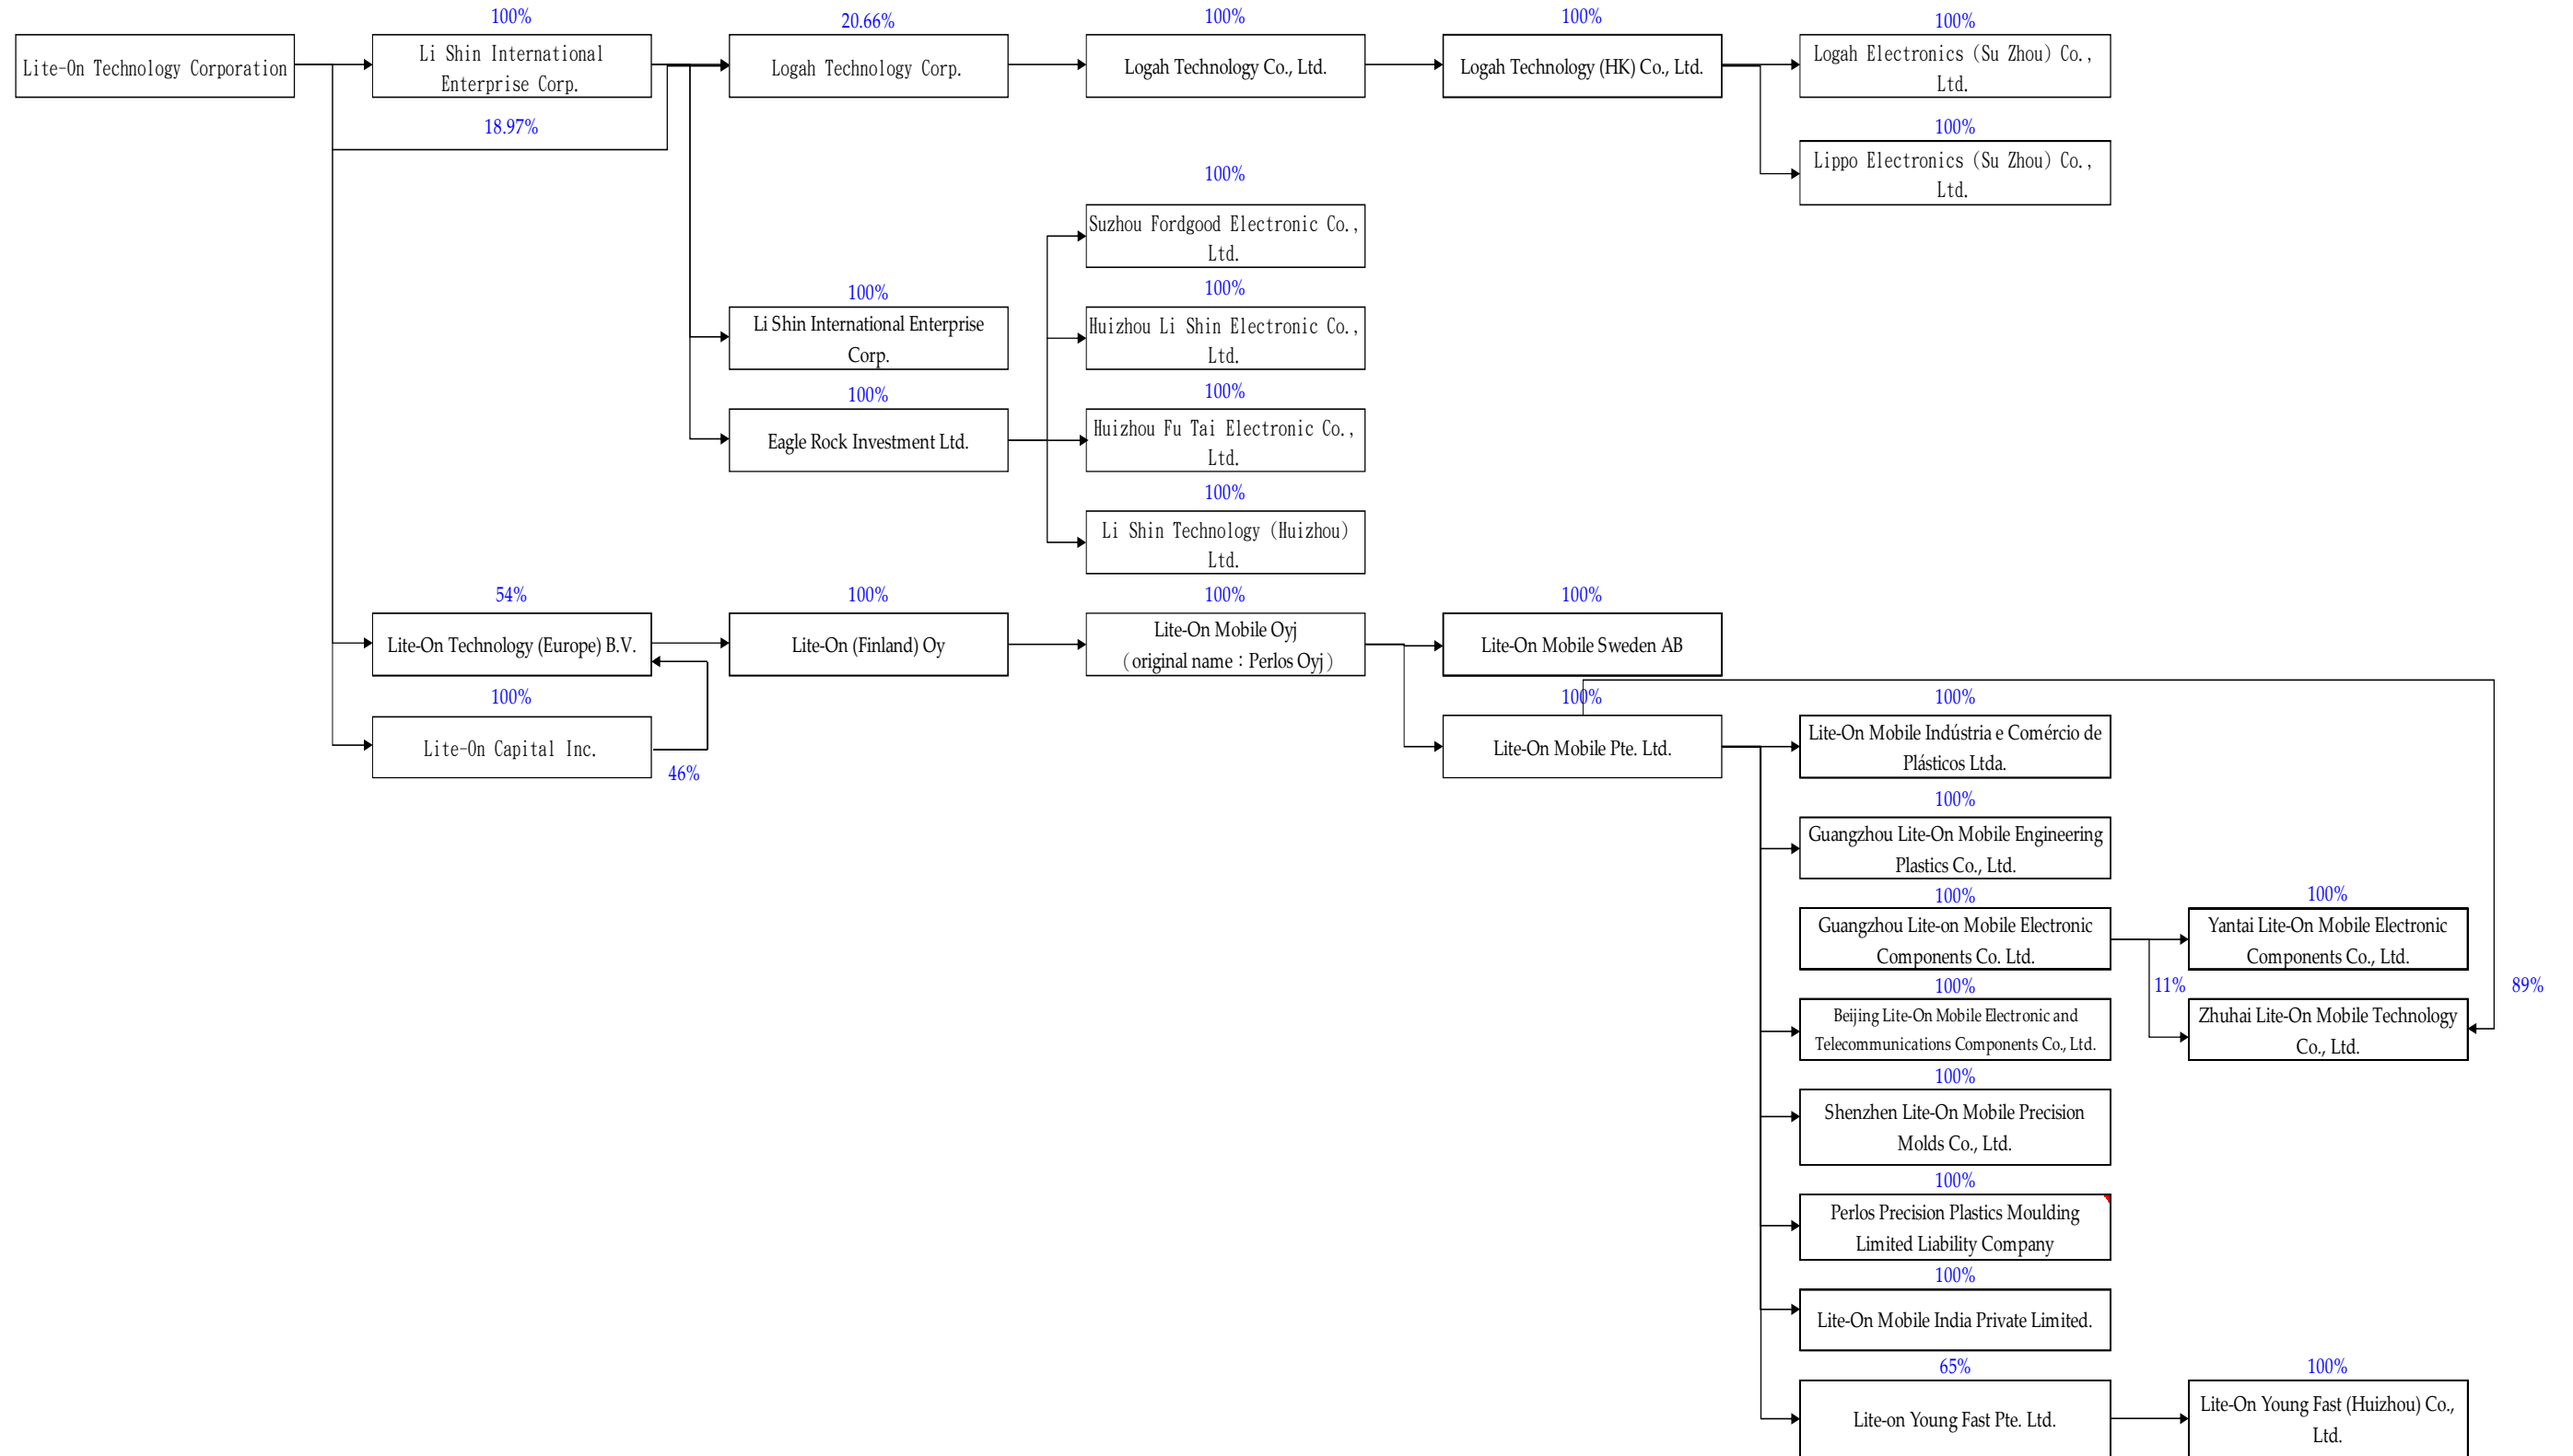 100%
20.66%
100%
100%
100%
Lite-On Technology Corporation
Li Shin International
Enterprise Corp.
Logah Technology Corp.
Logah Technology Co., Ltd.
Logah Technology (HK) Co., Ltd.
Logah Electronics (Su Zhou) Co.,
Ltd.
18.97%
100%
Lippo Electronics (Su Zhou) Co.,
Ltd.
100%
Suzhou Fordgood Electronic Co.,
Ltd.
100%
100%
Li Shin International Enterprise
Corp.
Huizhou Li Shin Electronic Co.,
Ltd.
100%
100%
Eagle Rock Investment Ltd.
Huizhou Fu Tai Electronic Co.,
Ltd.
100%
Li Shin Technology (Huizhou)
Ltd.
54%
100%
100%
100%
Lite-On Technology (Europe) B.V.
Lite-On (Finland) Oy
Lite-On Mobile Oyj
（original name：Perlos Oyj）
Lite-On Mobile Sweden AB
100%
100%
100%
Lite-On Capital Inc.
46%
Lite-On Mobile Pte. Ltd.
Lite-On Mobile Indústria e Comércio de
Plásticos Ltda.
100%
Guangzhou Lite-On Mobile Engineering
Plastics Co., Ltd.
100%
100%
Guangzhou Lite-on Mobile Electronic
Components Co. Ltd.
Yantai Lite-On Mobile Electronic
Components Co., Ltd.
100%
11%
89%
Beijing Lite-On Mobile Electronic and
Telecommunications Components Co., Ltd.
Zhuhai Lite-On Mobile Technology
Co., Ltd.
100%
Shenzhen Lite-On Mobile Precision
Molds Co., Ltd.
100%
Perlos Precision Plastics Moulding
Limited Liability Company
100%
Lite-On Mobile India Private Limited.
65%
100%
Lite-on Young Fast Pte. Ltd.
Lite-On Young Fast (Huizhou) Co.,
Ltd.